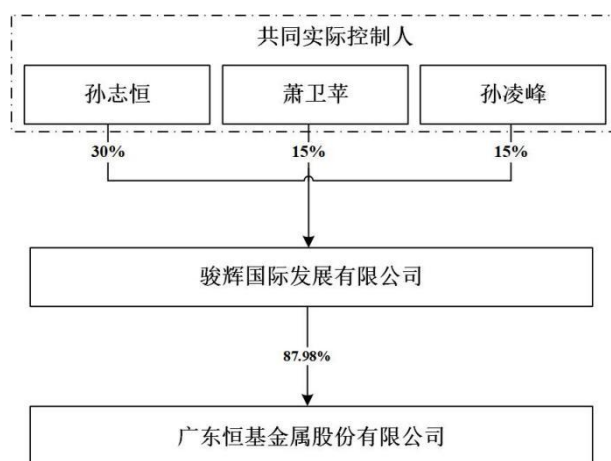 共同实际控制人
孙志恒
萧卫苹
孙凌峰
30%
15%
15%
骏辉国际发展有限公司
87.98%
广东恒基金属股份有限公司